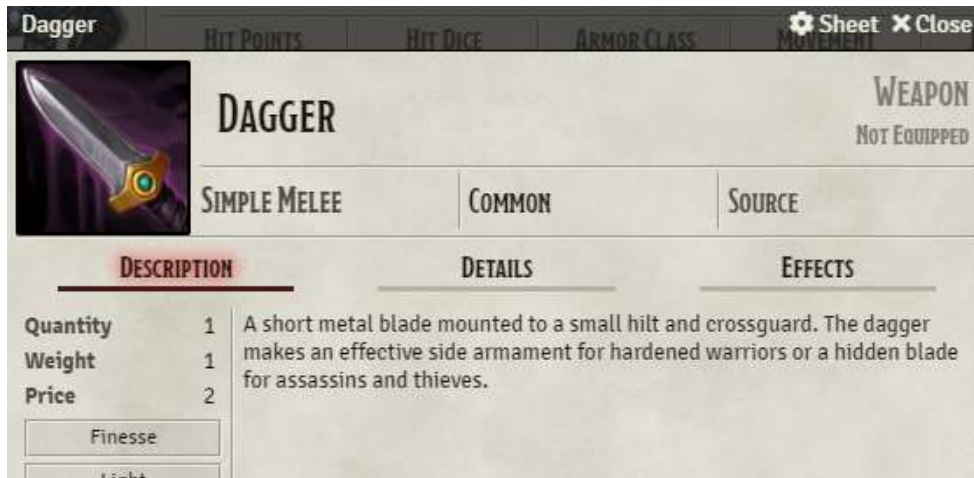 Dagger
Sheet Close
HIT POINTS HIT DICE ARMOR CLASS MOVEMENT
DAGGER
WEAPON
NOT EQUIPPED
SIMPLE MELEE COMMON SOURCE
DESCRIPTION DETAILS EFFECTS
Quantity 1
Weight 1
Price 2
Finesse
Light
A short metal blade mounted to a small hilt and crossguard. The dagger
makes an effective side armament for hardened warriors or a hidden blade
for assassins and thieves.